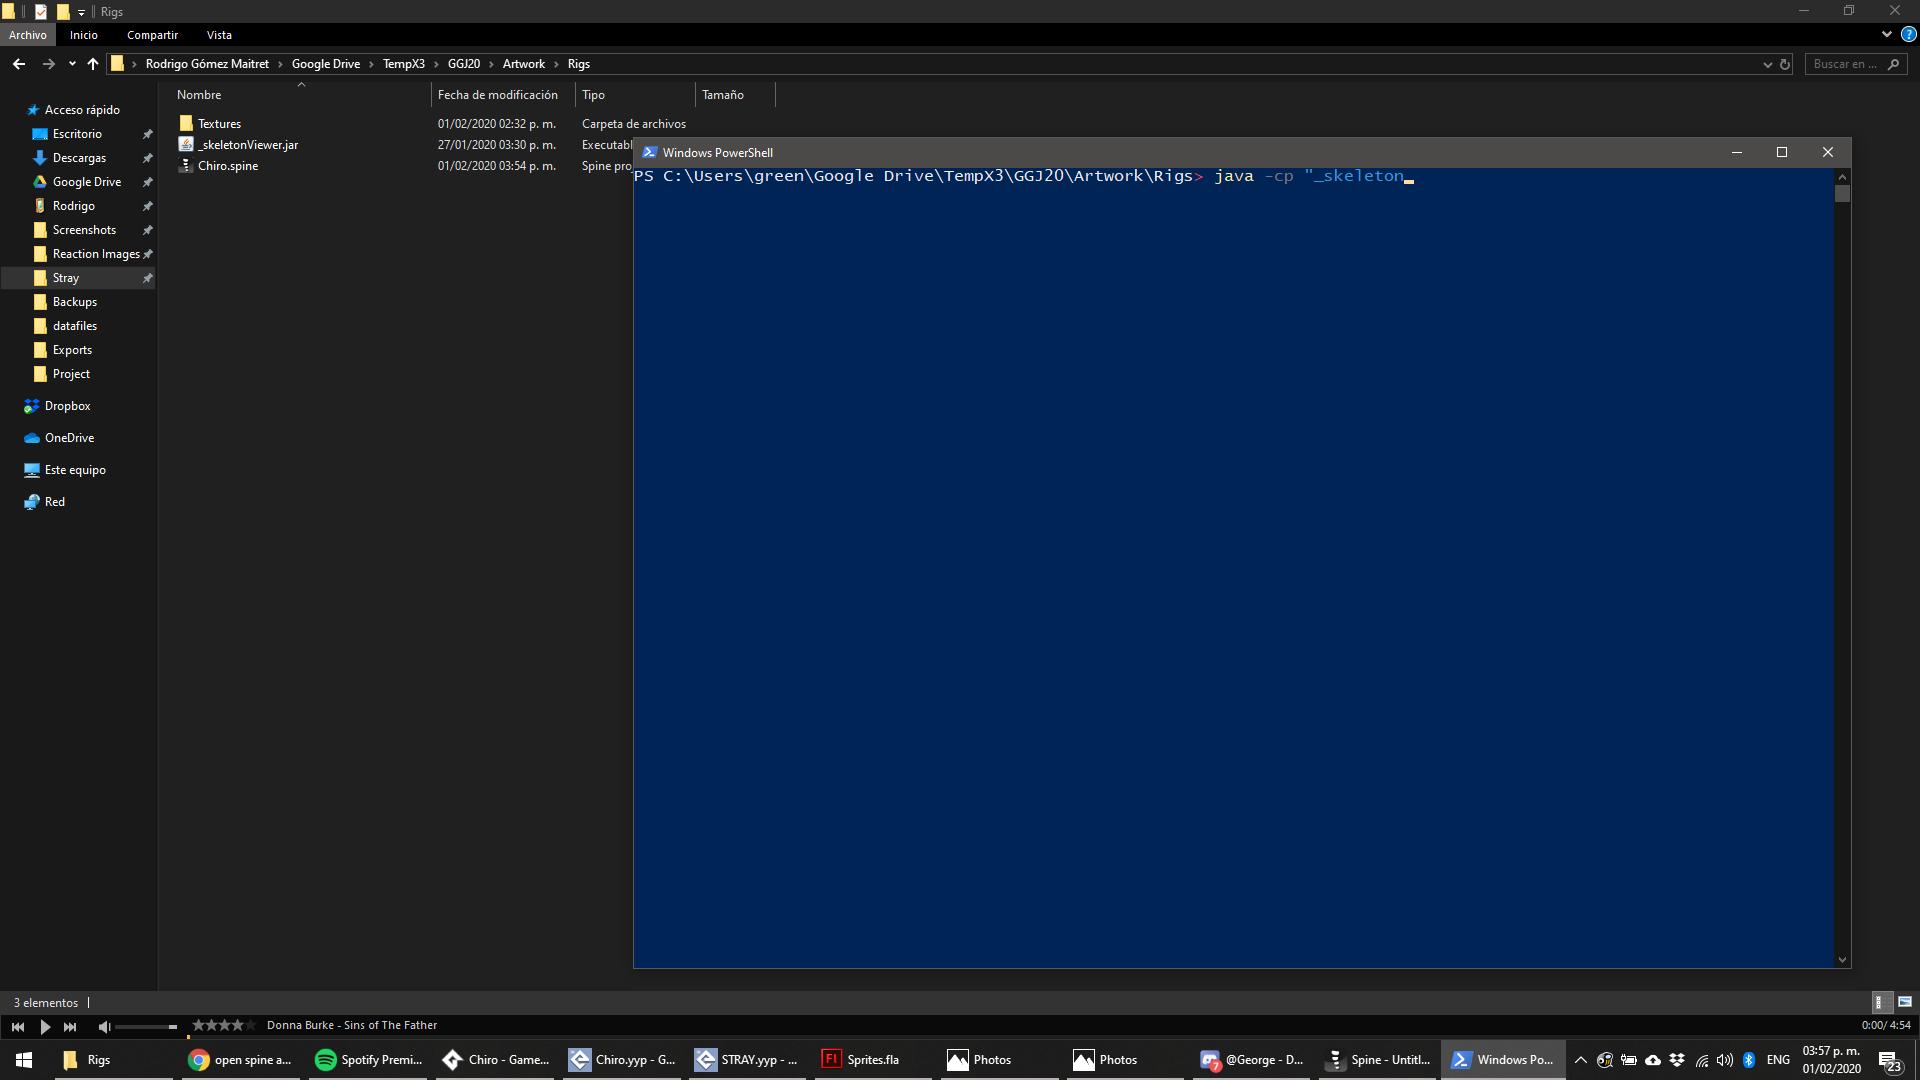 Rigs
Archivo Inicio Compartir Vista
Rodrigo Gómez Maitret › Google Drive › TempX3 › GGJ20 › Artwork › Rigs
Buscar en ...
Nombre Fecha de modificación Tipo Tamaño
Textures 01/02/2020 02:32 p. m. Carpeta de archivos
_skeletonViewer.jar 27/01/2020 03:30 p. m. Executabl
Chiro.spine 01/02/2020 03:54 p. m. Spine pro
Acceso rápido
Escritorio
Descargas
Google Drive
Rodrigo
Screenshots
Reaction Images
Stray
Backups
datafiles
Exports
Project
Dropbox
OneDrive
Este equipo
Red
Windows PowerShell
PS C:\Users\green\Google Drive\TempX3\GGJ20\Artwork\Rigs> java -cp "_skeleton
3 elementos
Donna Burke - Sins of The Father
0:00/ 4:54
Rigs
open spine a...
Spotify Premi...
Chiro - Game...
Chiro.yyp - G...
STRAY.yyp - ...
Fl
Sprites.fla
Photos
Photos
7
@George - D...
Spine - Untitl...
Windows Po...
ENG
03:57 p. m.
01/02/2020
23